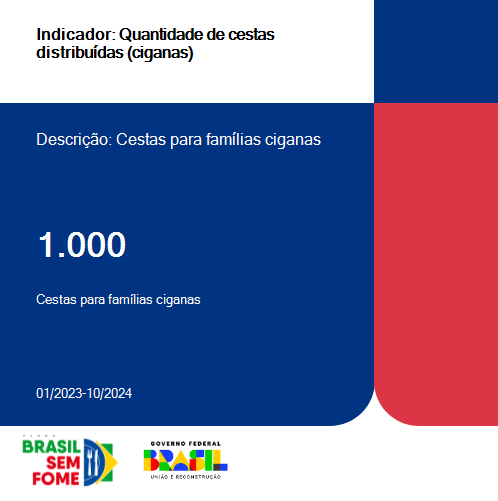 Indicador: Quantidade de cestas
distribuídas (ciganas)
Descrição: Cestas para famílias ciganas
1.000
Cestas para famílias ciganas
01/2023-10/2024
BRASIL
SEM
FOME
GOVERNO FEDERAL
BRASIL
UNIÃO E RECONSTRUÇÃO